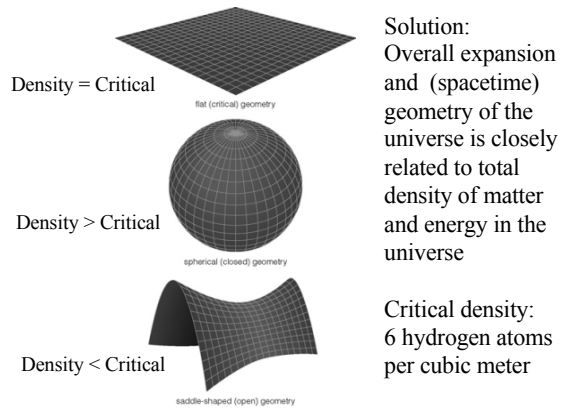 Density = Critical
flat (critical) geometry
Density > Critical
spherical (closed) geometry
Density < Critical
saddle-shaped (open) geometry
Solution:
Overall expansion
and (spacetime)
geometry of the
universe is closely
related to total
density of matter
and energy in the
universe
Critical density:
6 hydrogen atoms
per cubic meter